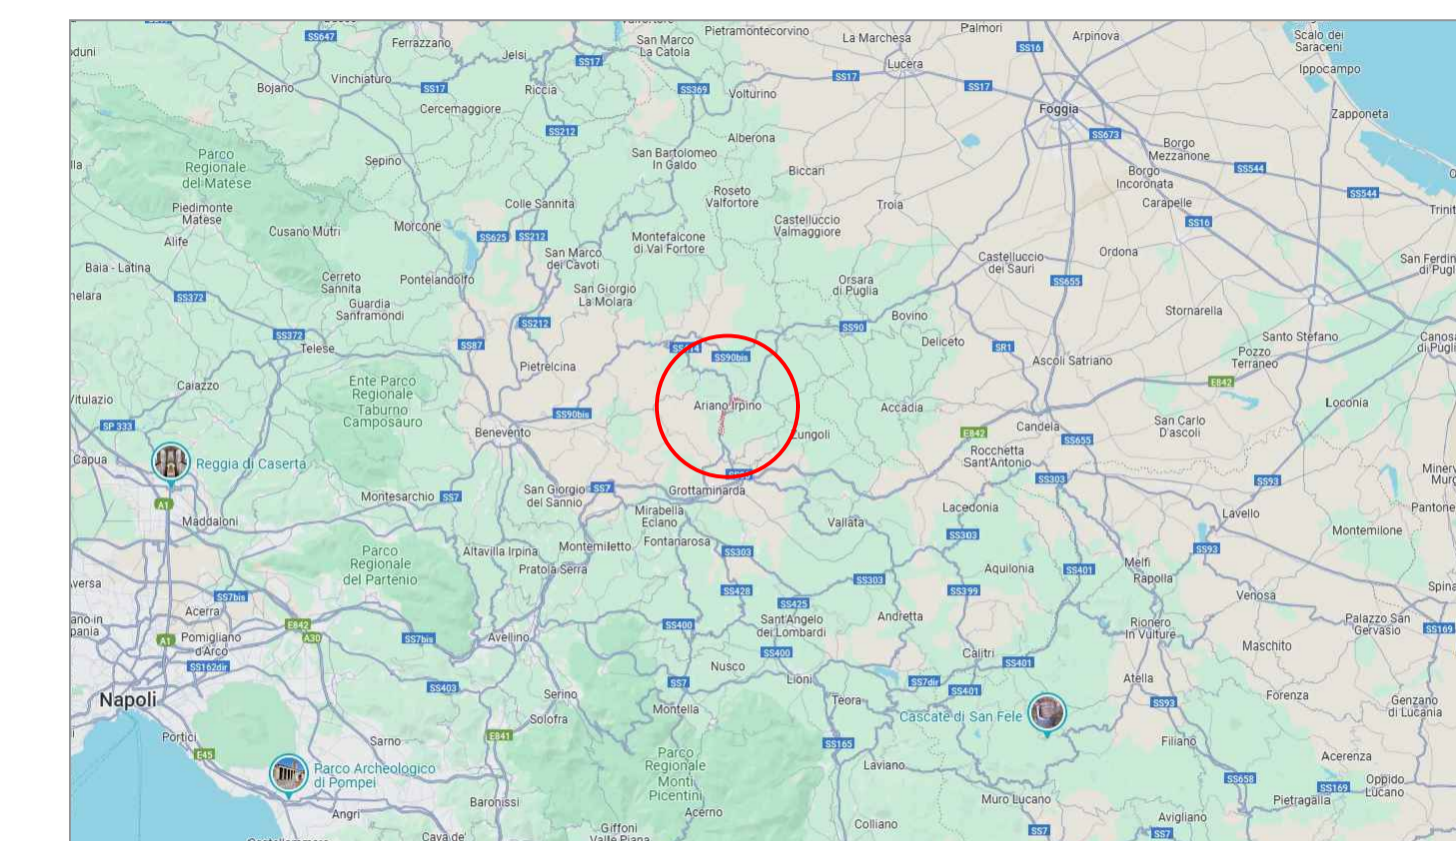 SS647
Ferrazzano
Jelsi
SS17
San Marco
La Catola
Pietramontecorvino
La Marchesa
Palmori
SS16
Arpinova
Scalo dei
Saraceni
Ippocampo
Bojano
Vinchiaturo
SS17
Cercemaggiore
Riccia
SS369
Volturino
SS17
Lucera
SS17
Foggia
Zapponeta
SS212
Alberona
SS673
Borgo
Mezzanone
Parco
Regionale
del Matese
Sepino
San Bartolomeo
In Galdo
Biccari
Borgo
Incoronata
SS544
SS544
Piedimonte
Matese
Roseto
Valfortore
Troia
Carapelle
SS16
Alife
Cusano Mutri
Morcone
Colle Sannita
SS625
SS212
Montefalcone
di Val Fortore
Castelluccio
Valmaggiore
San Marco
dei Cavoti
Castelluccio
dei Sauri
Ordona
Baia - Latina
Cerreto
Sannita
Pontelandolfo
San Giorgio
La Molara
Orsara
di Puglia
SS655
SS372
Guardia
Sanframondi
SS212
SS90
Bovino
Stornarella
SS372
Telese
SS87
Pietrelcina
SS90bis
Deliceto
SR1
Ascoli Satriano
Santo Stefano
Pozzo
Terraneo
Caiazzo
Ente Parco
Regionale
Taburno
Camposauro
E842
SP 333
SS90bis
Ariano Irpino
Accadia
Loconia
Capua
Reggia di Caserta
Benevento
E842
Candela
SS655
San Carlo
D'ascoli
A1
Maddaloni
Montesarchio
SS7
San Giorgio
del Sannio
SS7
Grottaminarda
Rocchetta
Sant'Antonio
SS303
SS93
Mirabella
Eclano
Vallata
Lacedonia
Lavello
Montemilone
Altavilla Irpina
Montemiletto
Fontanarosa
SS303
SS303
SS93
Parco
Regionale
del Partenio
Pratola Serra
SS303
Aquilonia
SS401
Melfi
Rapolla
SS7bis
SS428
SS425
SS399
Venosa
Acerra
E842
A30
SS7bis
Avellino
SS400
Sant'Angelo
dei Lombardi
Andretta
Rionero
In Vulture
Palazzo San
Gervasio
SS169
A1
Pomigliano
d'Arco
SS162dir
SS400
Calitri
SS401
Maschito
Napoli
SS403
Serino
SS7
Nusco
Lioni
SS7dir
SS401
Atella
SS93
Forenza
Genzano
di Lucania
Solofra
Montella
Teora
Cascate di San Fele
Portici
E45
Sarno
E841
SS165
Filiano
Parco Archeologico
di Pompei
Parco
Regionale
Monti
Picentini
Laviano
Acerenza
SS658
SS169
Oppido
Lucano
Baronissi
Muro Lucano
Pietragalla
Angri
Acerno
Colliano
Avigliano
Giffoni
SS7
SS7